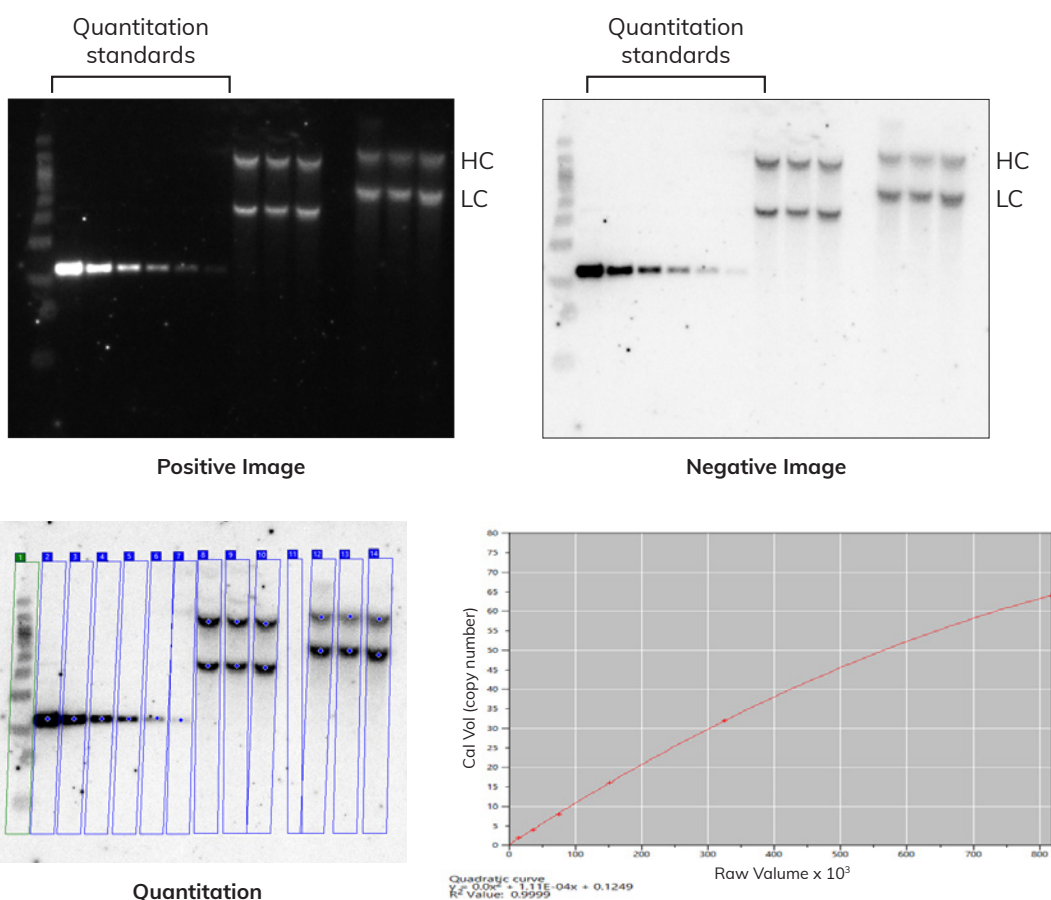 Quantitation
standards
Quantitation
standards
HC
LC
HC
LC
Positive Image
Negative Image
1 2 3 4 5 6 7 8 9 10 11 12 13 14
Quantitation
80
75
70
65
60
55
50
45
40
35
30
25
20
15
10
5
0
Cal Vol (copy number)
0 100 200 300 400 500 600 700 800
Raw Valume x 10³
Quadratic curve
y = 0.0x² + 1.11E-04x + 0.1249
R² Value: 0.9999